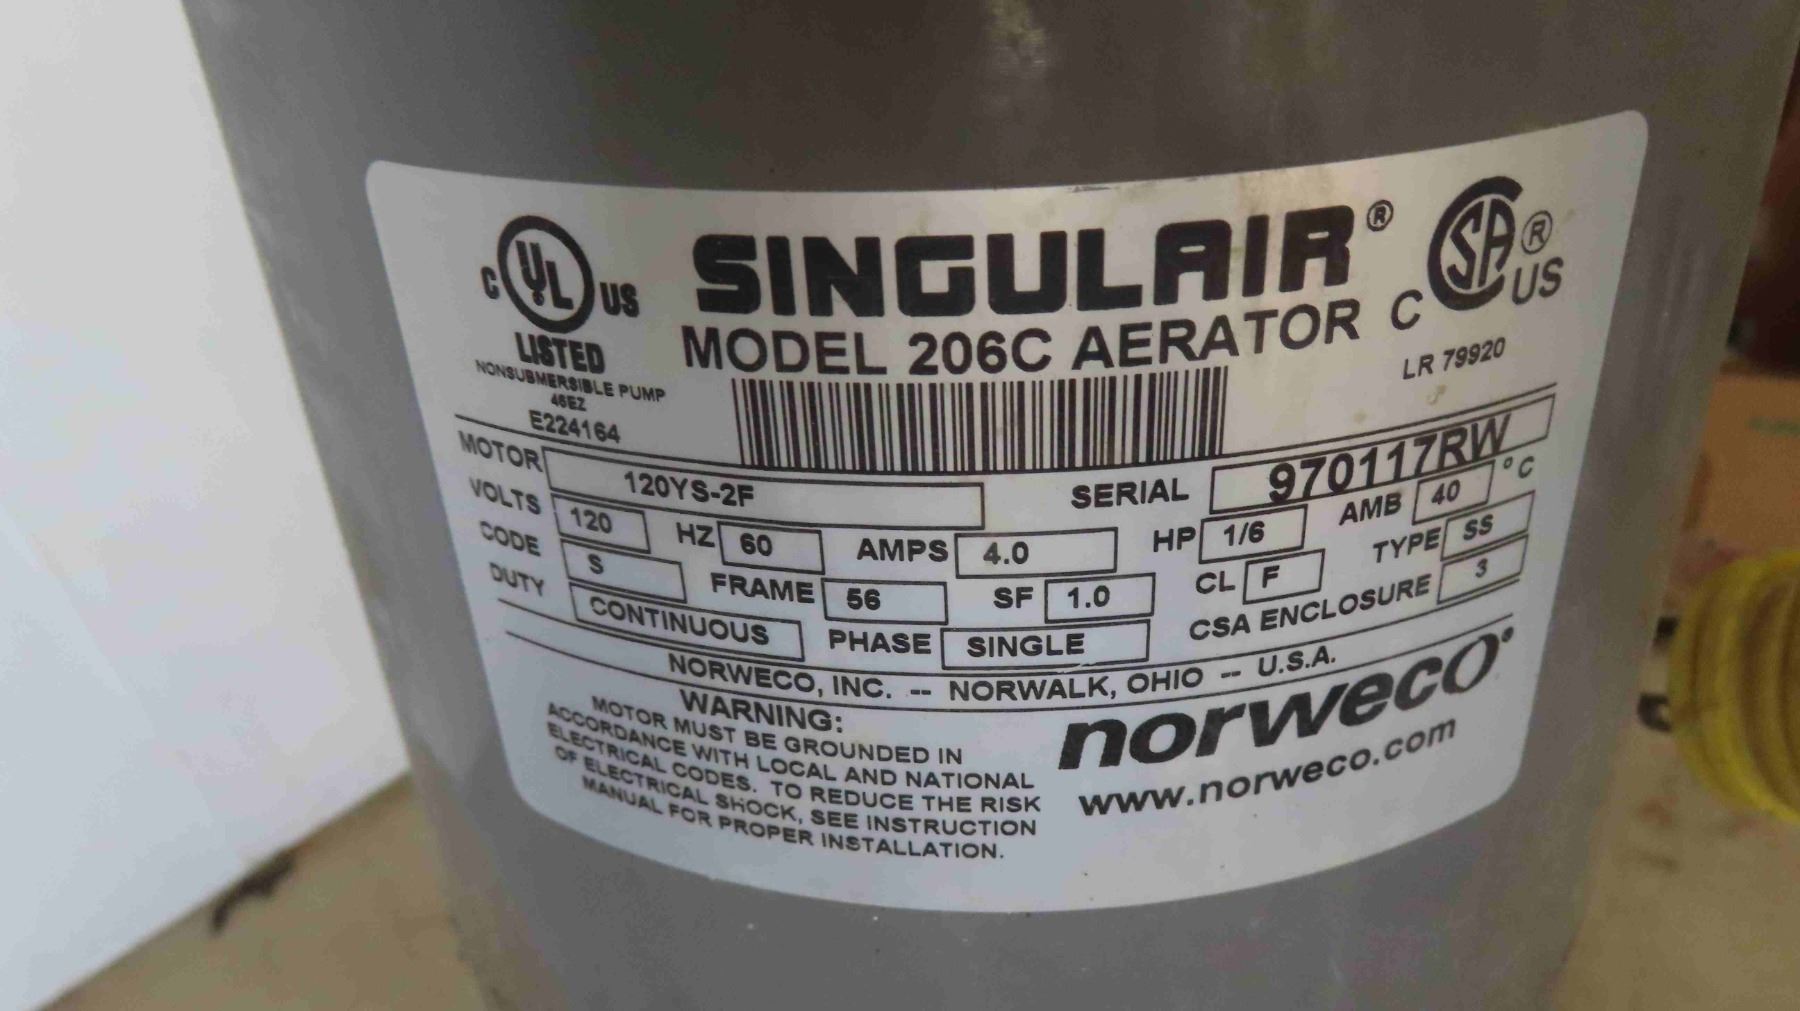 C UL US
LISTED
NONSUBMERSIBLE PUMP
46EZ
E224164
SINGULAIR®
MODEL 206C AERATOR
C SA® US
LR 79920
MOTOR 120YS-2F SERIAL 970117RW
VOLTS 120 HZ 60 AMPS 4.0 HP 1/6 AMB 40 °C
CODE S FRAME 56 SF 1.0 CL F TYPE SS
DUTY CONTINUOUS PHASE SINGLE CSA ENCLOSURE 3
NORWECO, INC. -- NORWALK, OHIO -- U.S.A.
WARNING:
MOTOR MUST BE GROUNDED IN
ACCORDANCE WITH LOCAL AND NATIONAL
ELECTRICAL CODES. TO REDUCE THE RISK
OF ELECTRICAL SHOCK, SEE INSTRUCTION
MANUAL FOR PROPER INSTALLATION.
norweco®
www.norweco.com